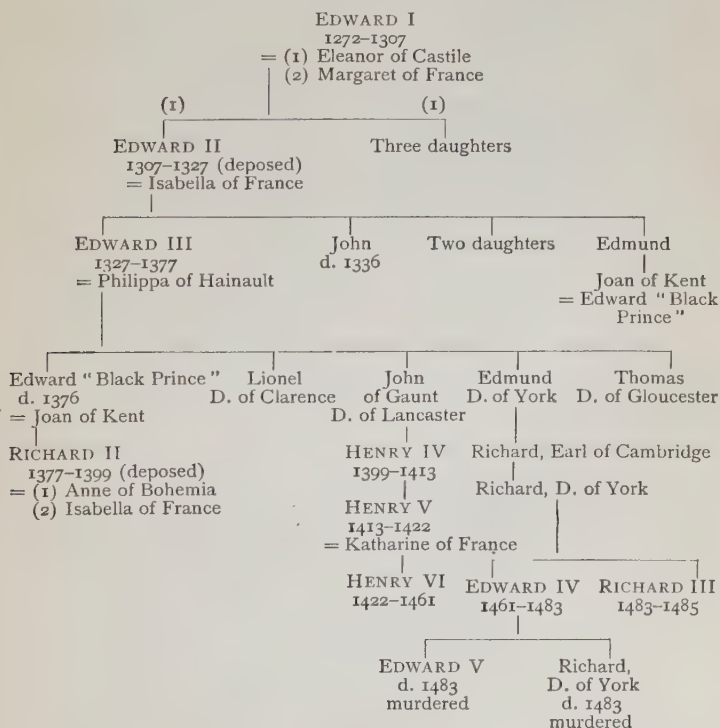 EDWARD I
1272–1307
= (1) Eleanor of Castile
(2) Margaret of France
(1) (1)
EDWARD II Three daughters
1307–1327 (deposed)
= Isabella of France
EDWARD III John Two daughters Edmund
1327–1377 d. 1336
= Philippa of Hainault Joan of Kent
= Edward "Black
Prince"
Edward "Black Prince" Lionel John Edmund Thomas
d. 1376 D. of Clarence of Gaunt D. of York D. of Gloucester
= Joan of Kent D. of Lancaster
RICHARD II HENRY IV Richard, Earl of Cambridge
1377–1399 (deposed) 1399–1413
= (1) Anne of Bohemia Richard, D. of York
(2) Isabella of France HENRY V
1413–1422
= Katharine of France
HENRY VI EDWARD IV RICHARD III
1422–1461 1461–1483 1483–1485
EDWARD V Richard,
d. 1483 D. of York
murdered d. 1483
murdered